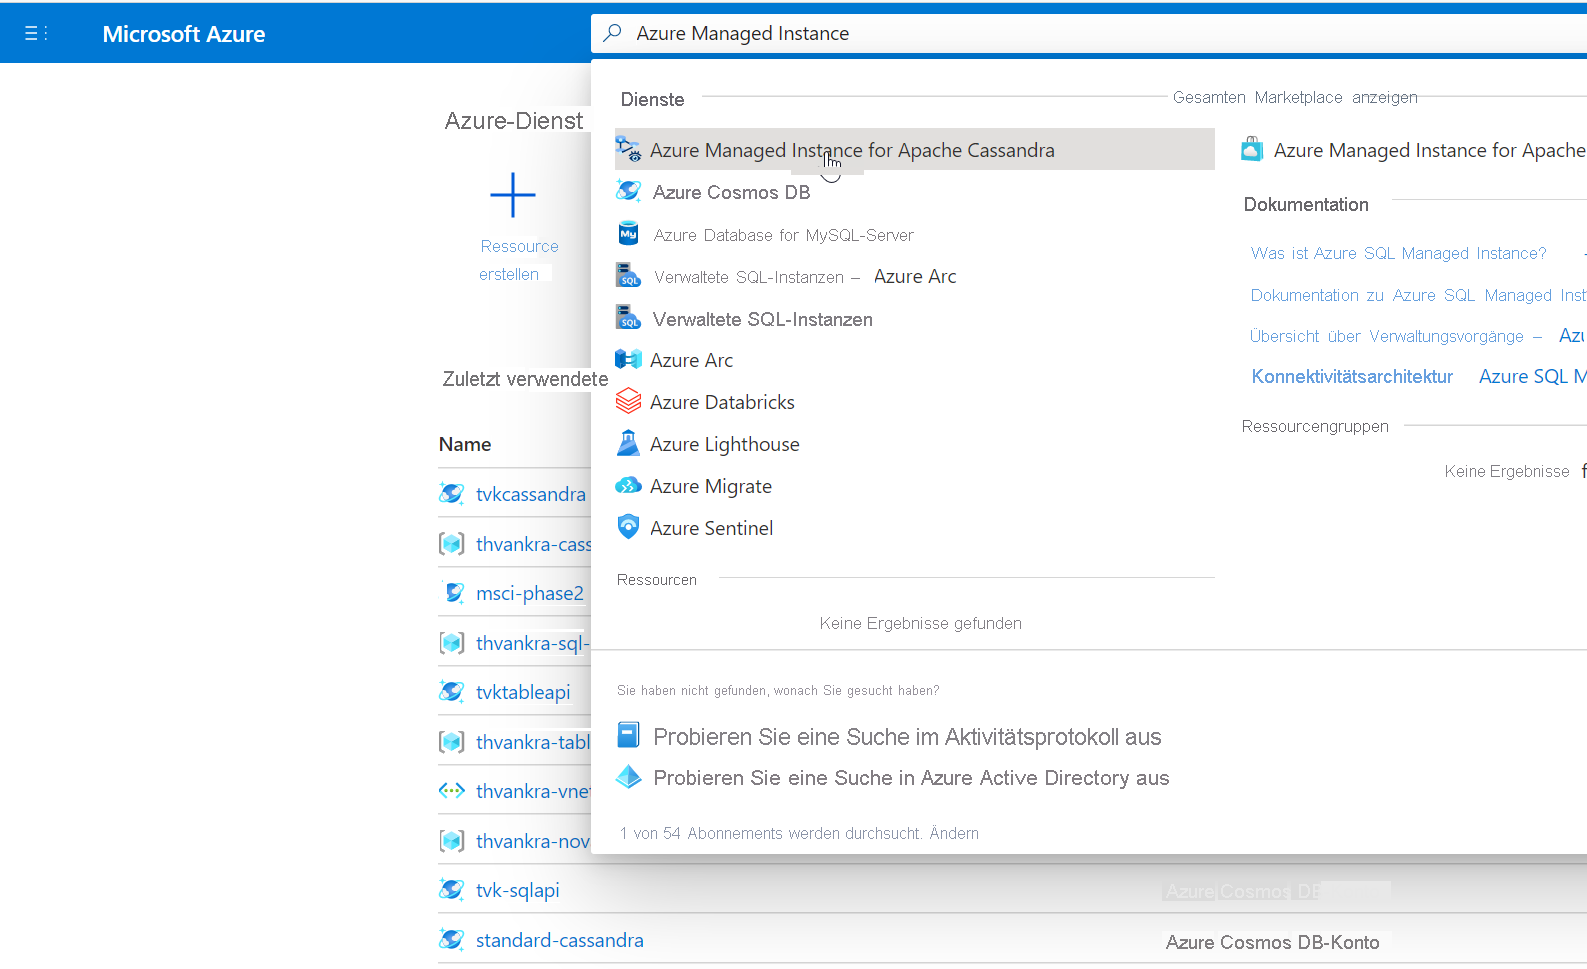 Microsoft Azure
Azure Managed Instance
Azure-Dienst
Ressource
erstellen
Zuletzt verwendete
Name
tvkcassandra
thvankra-cass
msci-phase2
thvankra-sql-
tvktableapi
thvankra-tabl
thvankra-vnet
thvankra-nov
tvk-sqlapi
Azure Cosmos DB
standard-cassandra
Azure Cosmos DB-Konto
Dienste
Azure Managed Instance for Apache Cassandra
Azure Cosmos DB
Azure Database for MySQL-Server
Verwaltete SQL-Instanzen – Azure Arc
Verwaltete SQL-Instanzen
Azure Arc
Azure Databricks
Azure Lighthouse
Azure Migrate
Azure Sentinel
Ressourcen
Keine Ergebnisse gefunden
Gesamten Marketplace anzeigen
Azure Managed Instance for Apache
Dokumentation
Was ist Azure SQL Managed Instance?
Dokumentation zu Azure SQL Managed Inst
Übersicht über Verwaltungsvorgänge – Azu
Konnektivitätsarchitektur Azure SQL M
Ressourcengruppen
Keine Ergebnisse f
Sie haben nicht gefunden, wonach Sie gesucht haben?
Probieren Sie eine Suche im Aktivitätsprotokoll aus
Probieren Sie eine Suche in Azure Active Directory aus
1 von 54 Abonnements werden durchsucht. Ändern